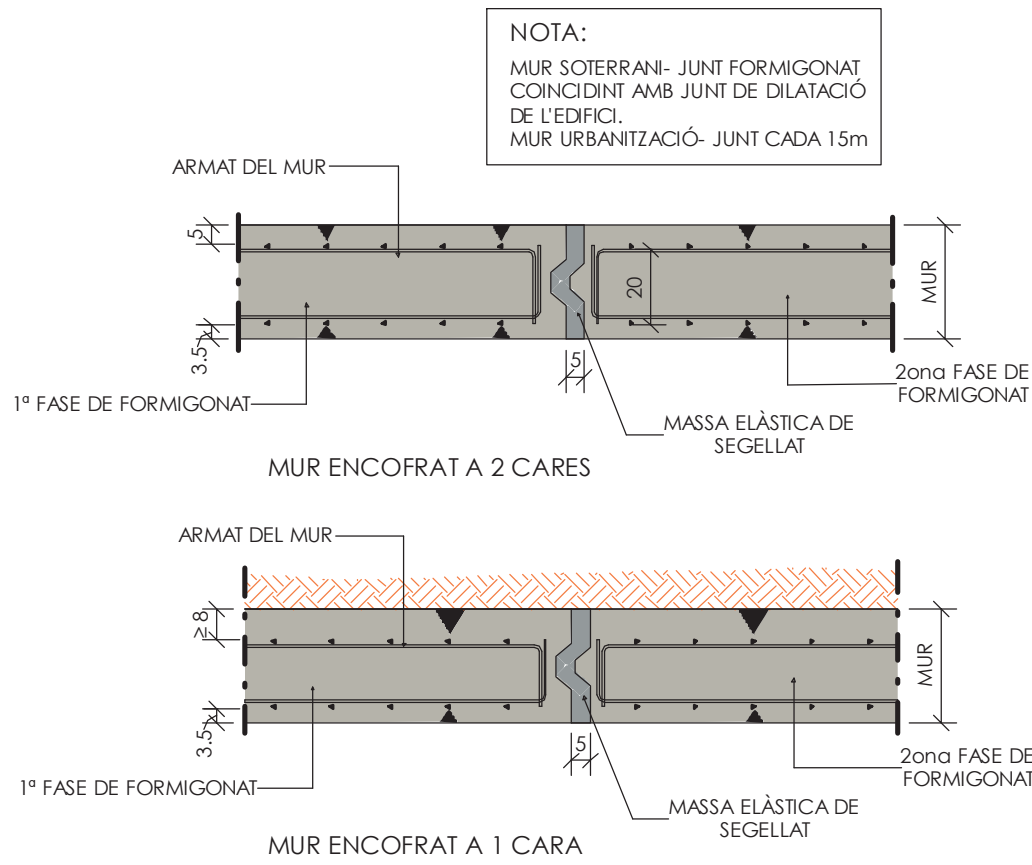 NOTA:
MUR SOTERRANI- JUNT FORMIGONAT
COINCIDINT AMB JUNT DE DILATACIÓ
DE L'EDIFICI.
MUR URBANITZACIÓ- JUNT CADA 15m
ARMAT DEL MUR
5
20
MUR
3.5
5
1ª FASE DE FORMIGONAT
2ona FASE DE
FORMIGONAT
MASSA ELÀSTICA DE
SEGELLAT
MUR ENCOFRAT A 2 CARES
ARMAT DEL MUR
≥8
MUR
3.5
5
1ª FASE DE FORMIGONAT
2ona FASE DE
FORMIGONAT
MASSA ELÀSTICA DE
SEGELLAT
MUR ENCOFRAT A 1 CARA